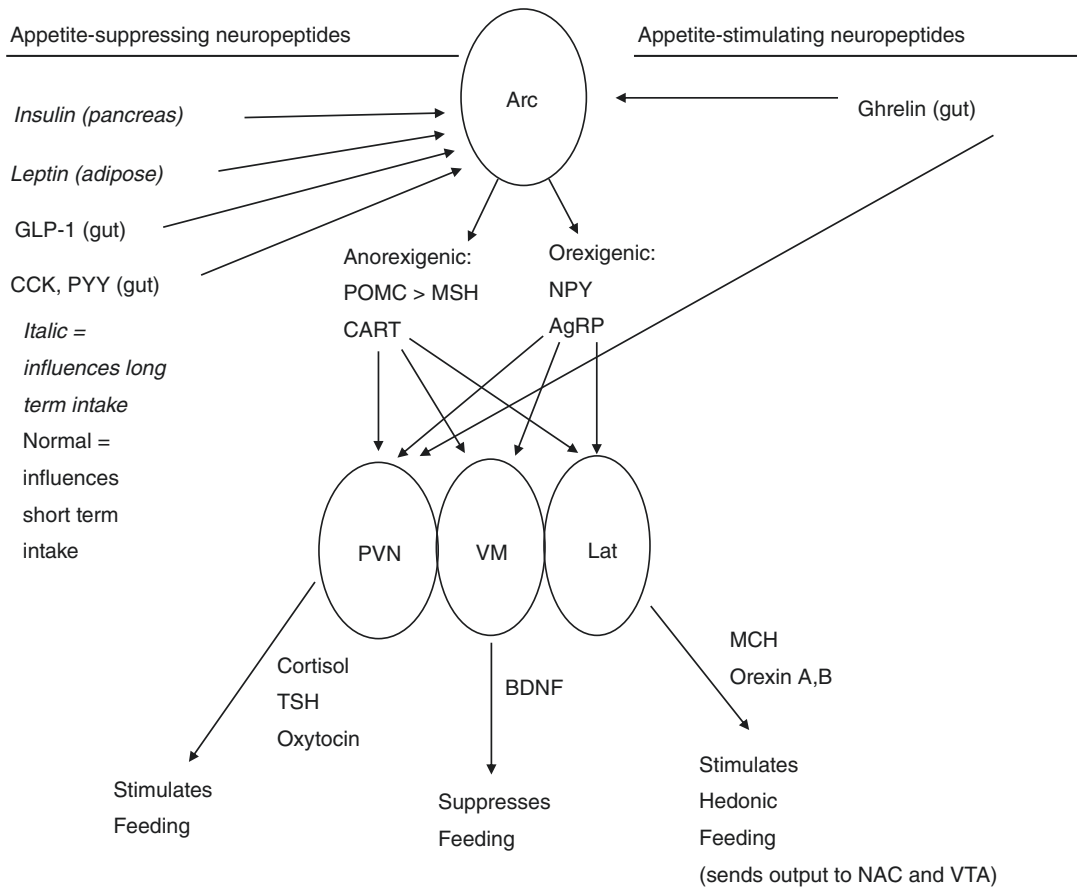 Appetite-suppressing neuropeptides
Appetite-stimulating neuropeptides
Arc
Insulin (pancreas)
Ghrelin (gut)
Leptin (adipose)
GLP-1 (gut)
CCK, PYY (gut)
Italic =
influences long
term intake
Normal =
influences
short term
intake
Anorexigenic:
POMC > MSH
CART
Orexigenic:
NPY
AgRP
PVN
VM
Lat
Cortisol
TSH
Oxytocin
BDNF
MCH
Orexin A,B
Stimulates
Feeding
Suppresses
Feeding
Stimulates
Hedonic
Feeding
(sends output to NAC and VTA)